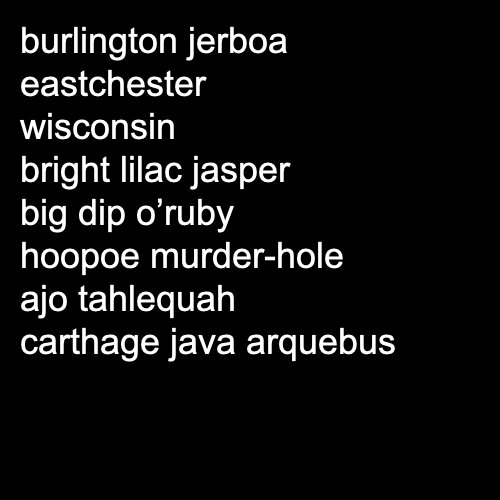 burlington jerboa
eastchester
wisconsin
bright lilac jasper
big dip o’ruby
hoopoe murder-hole
ajo tahlequah
carthage java arquebus